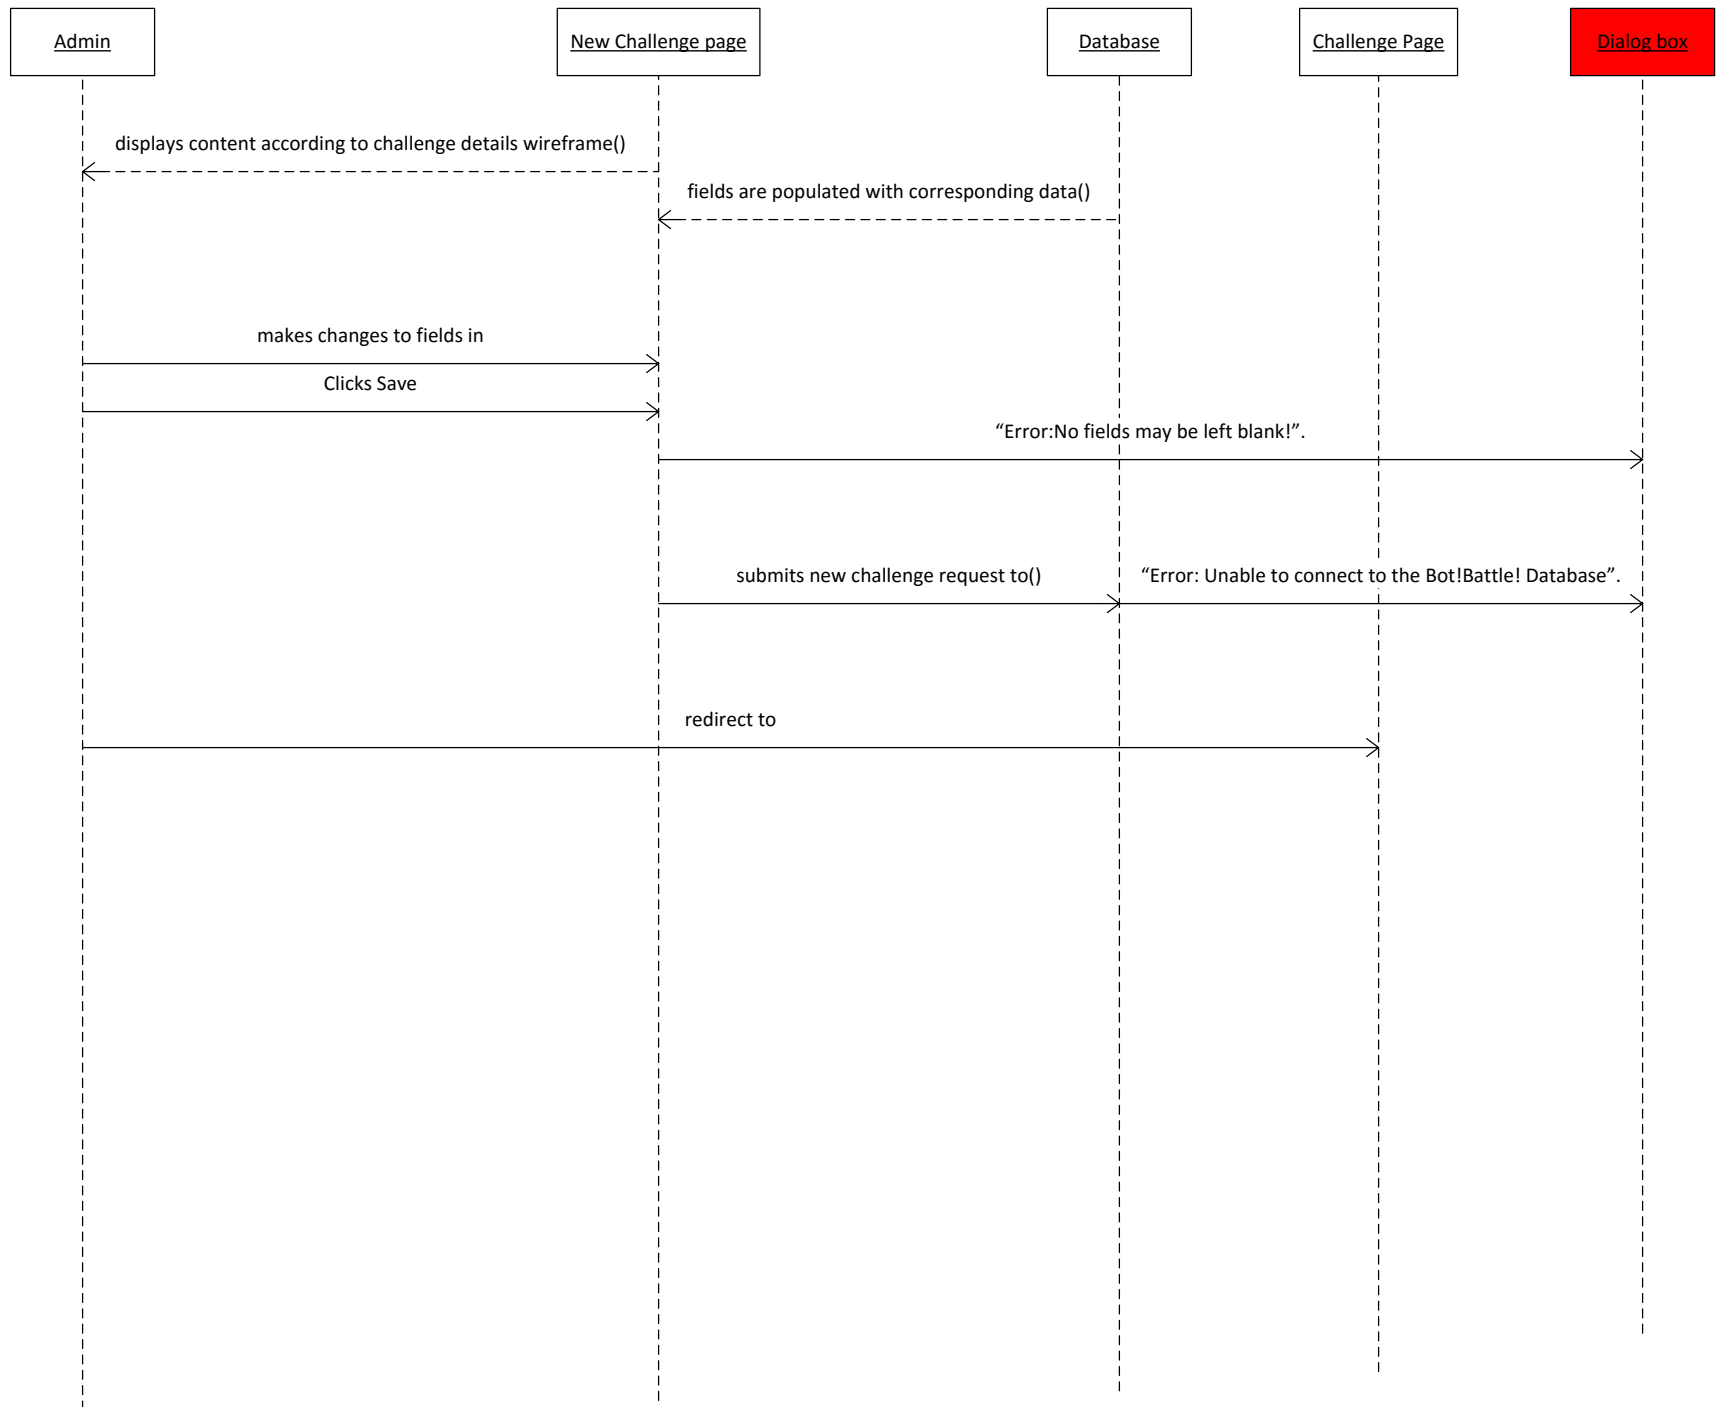 Admin
New Challenge page
Database
Challenge Page
Dialog box
displays content according to challenge details wireframe()
fields are populated with corresponding data()
makes changes to fields in
Clicks Save
“Error:No fields may be left blank!”.
submits new challenge request to()
“Error: Unable to connect to the Bot!Battle! Database”.
redirect to